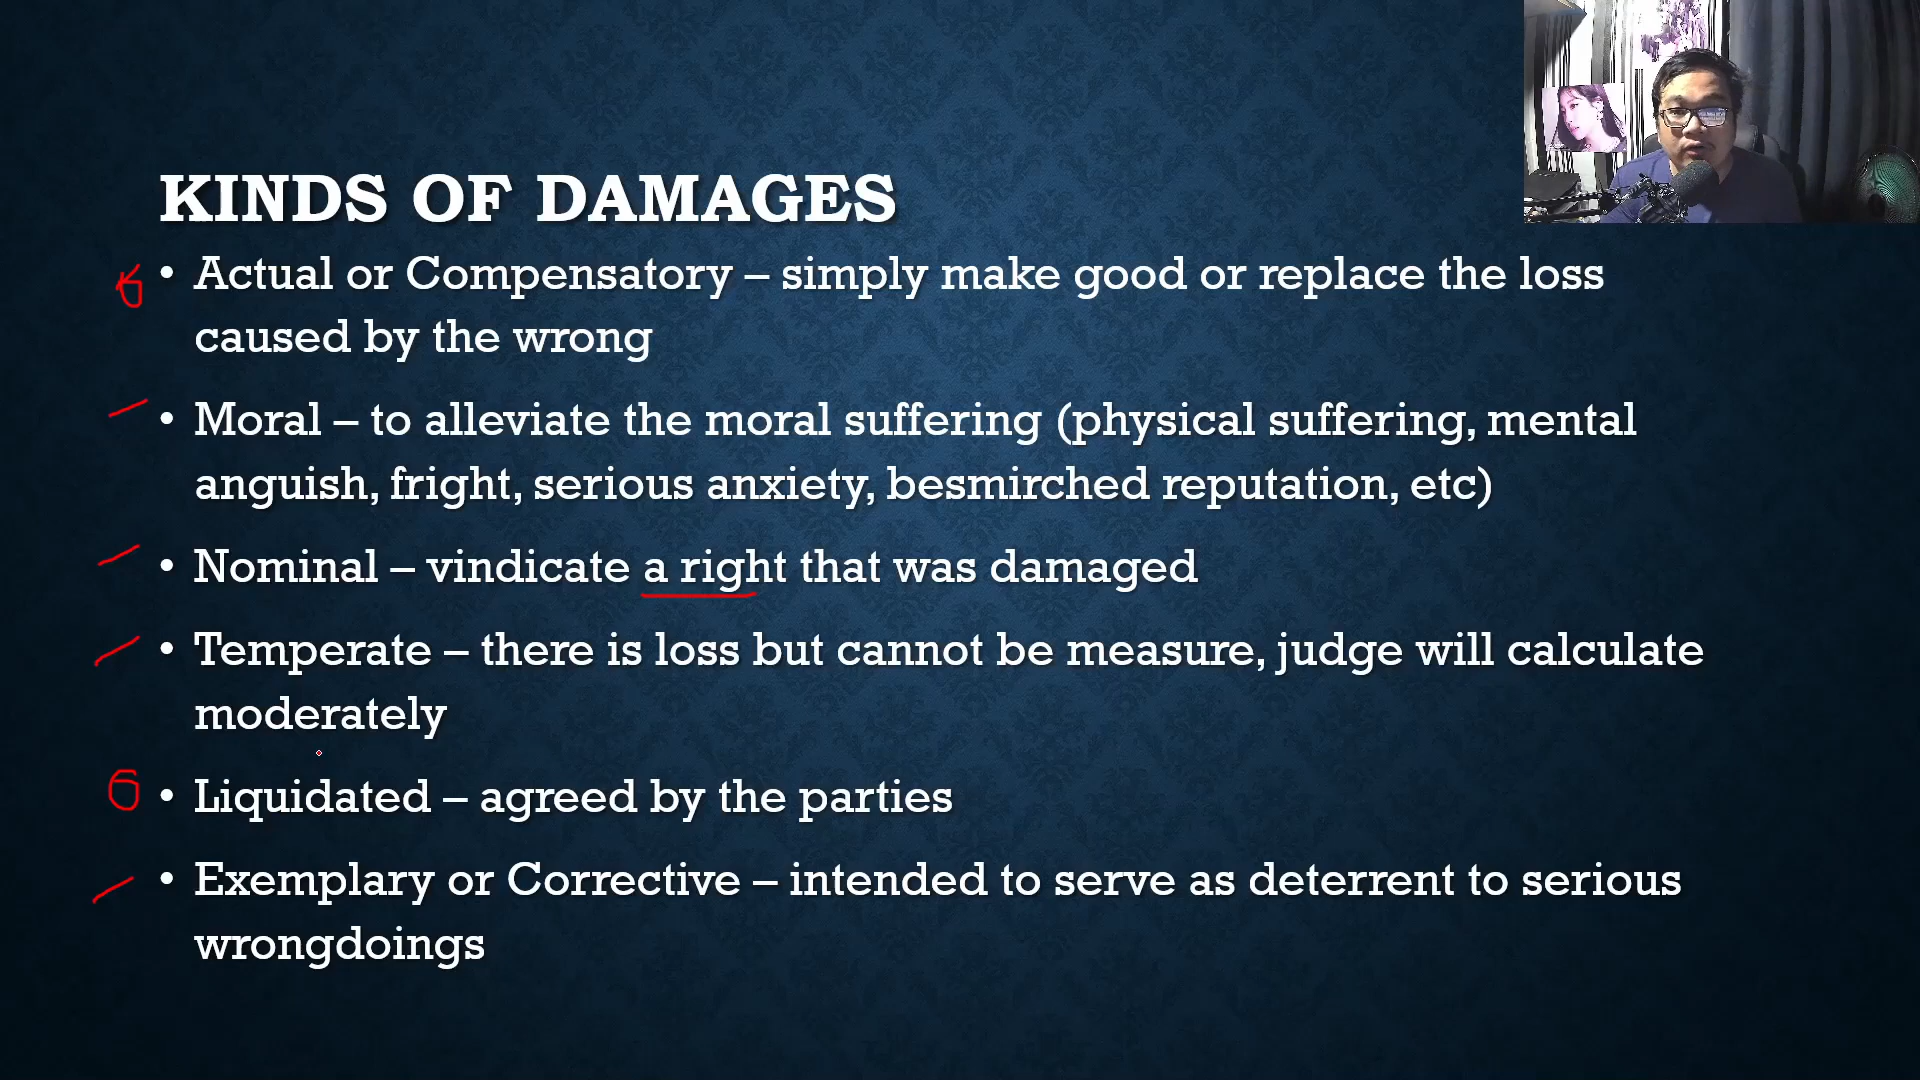 KINDS OF DAMAGES
• Actual or Compensatory – simply make good or replace the loss
caused by the wrong
• Moral – to alleviate the moral suffering (physical suffering, mental
anguish, fright, serious anxiety, besmirched reputation, etc)
• Nominal – vindicate a right that was damaged
• Temperate – there is loss but cannot be measure, judge will calculate
moderately
• Liquidated – agreed by the parties
• Exemplary or Corrective – intended to serve as deterrent to serious
wrongdoings